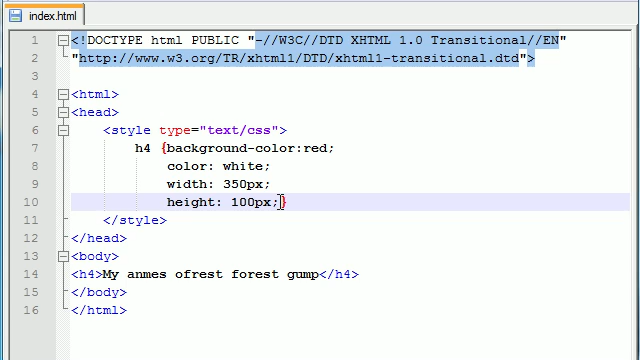 index.html
1 <!DOCTYPE html PUBLIC "-//W3C//DTD XHTML 1.0 Transitional//EN"
2 "http://www.w3.org/TR/xhtml1/DTD/xhtml1-transitional.dtd">
3
4 <html>
5 <head>
6 <style type="text/css">
7 h4 {background-color:red;
8 color: white;
9 width: 350px;
10 height: 100px;}
11 </style>
12 </head>
13 <body>
14 <h4>My anmes ofrest forest gump</h4>
15 </body>
16 </html>